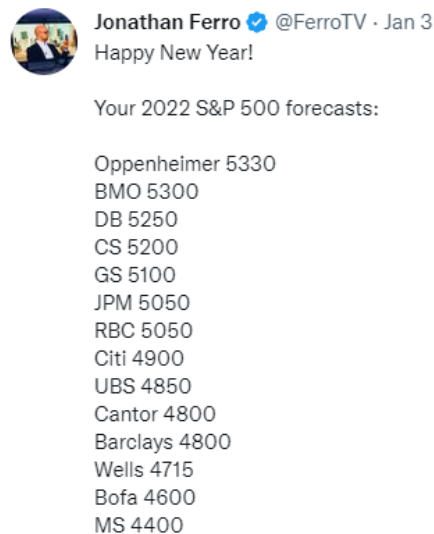 Jonathan Ferro @FerroTV · Jan 3
Happy New Year!
Your 2022 S&P 500 forecasts:
Oppenheimer 5330
BMO 5300
DB 5250
CS 5200
GS 5100
JPM 5050
RBC 5050
Citi 4900
UBS 4850
Cantor 4800
Barclays 4800
Wells 4715
Bofa 4600
MS 4400